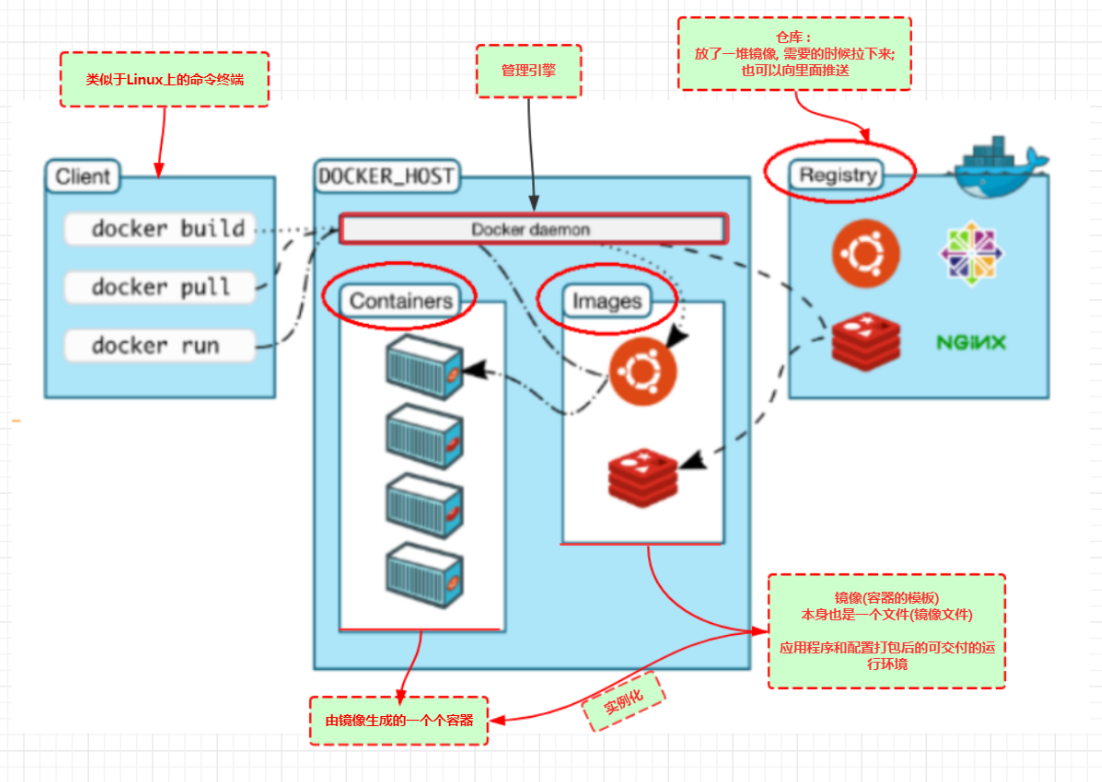 类似于Linux上的命令终端
管理引擎
仓库：
放了一堆镜像, 需要的时候拉下来;
也可以向里面推送
Client
docker build
docker pull
docker run
DOCKER_HOST
Docker daemon
Containers
Images
Registry
NGiNX
镜像(容器的模板)
本身也是一个文件(镜像文件)
应用程序和配置打包后的可交付的运
行环境
实例化
由镜像生成的一个个容器